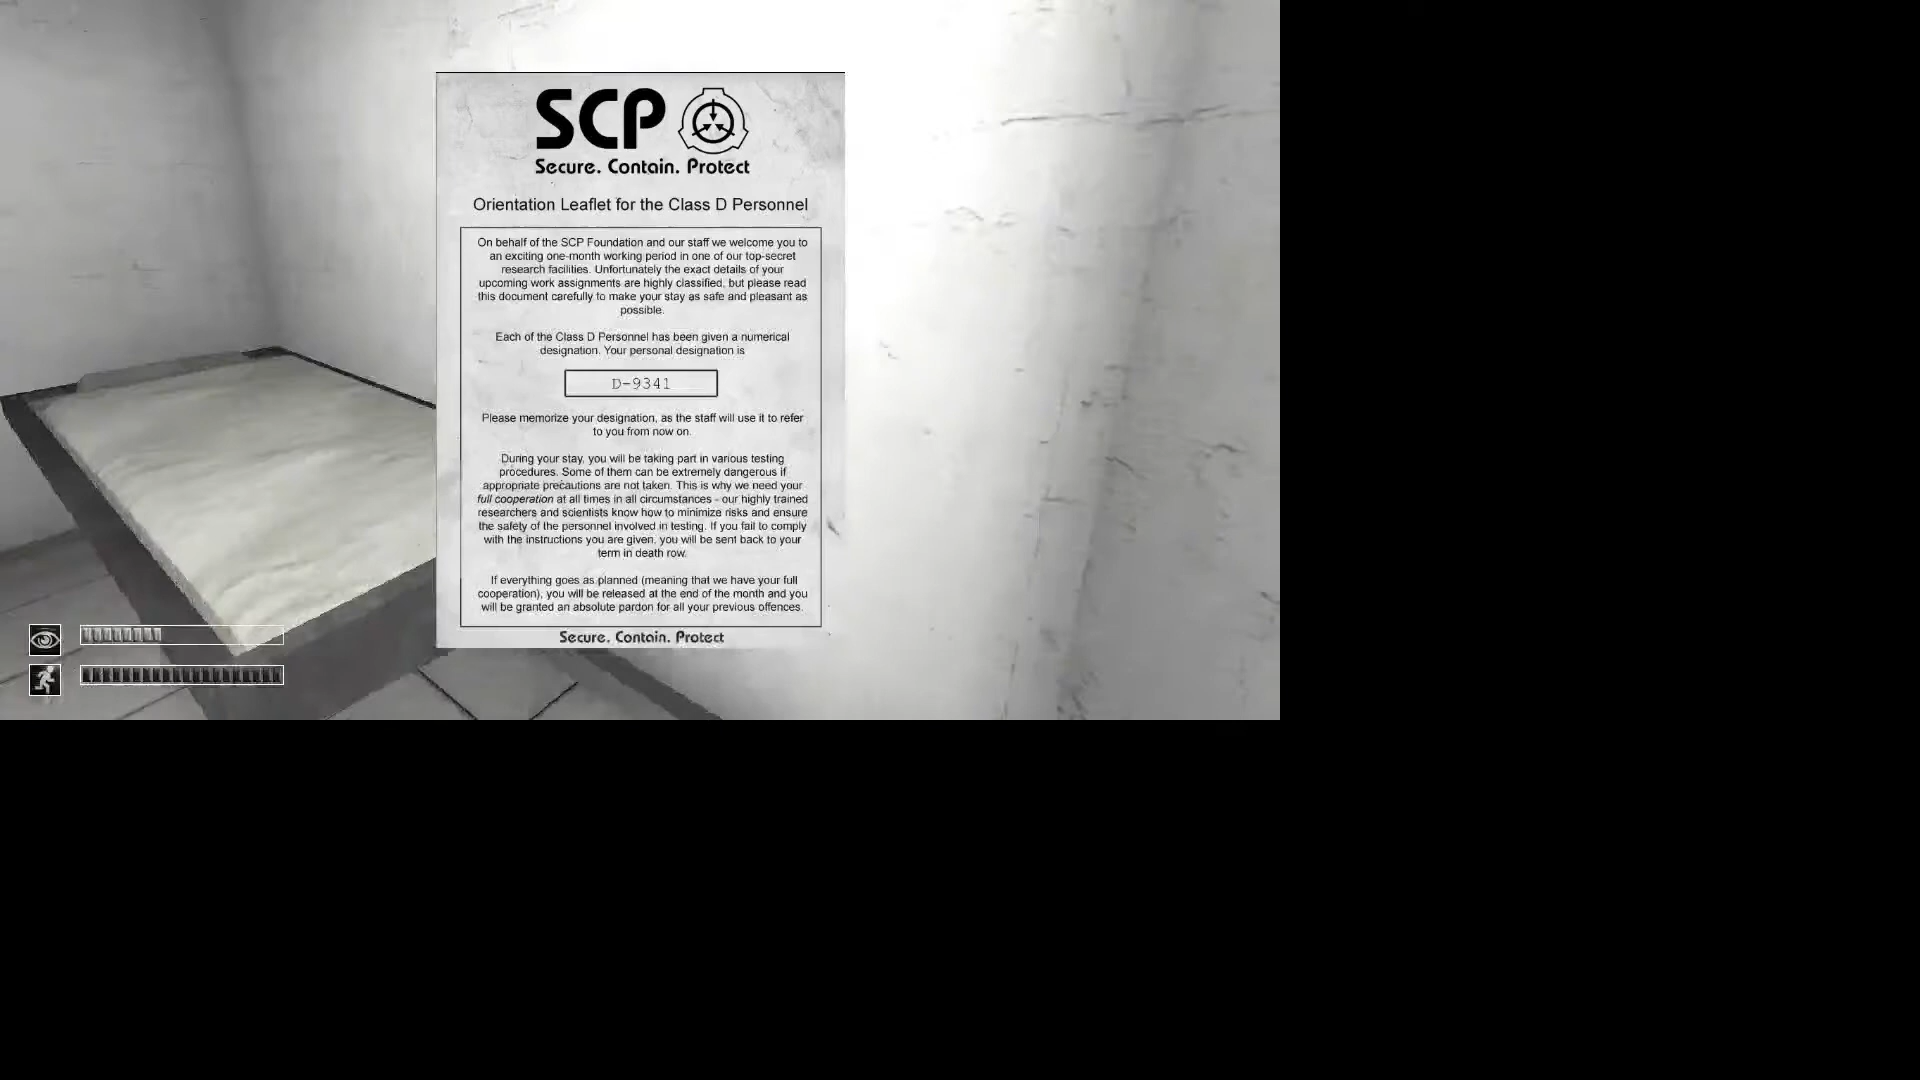 SCP
Secure. Contain. Protect
Orientation Leaflet for the Class D Personnel
On behalf of the SCP Foundation and our staff we welcome you to
an exciting one-month working period in one of our top-secret
research facilities. Unfortunately the exact details of your
upcoming work assignments are highly classified, but please read
this document carefully to make your stay as safe and pleasant as
possible.
Each of the Class D Personnel has been given a numerical
designation. Your personal designation is
D-9341
Please memorize your designation, as the staff will use it to refer
to you from now on.
During your stay, you will be taking part in various testing
procedures. Some of them can be extremely dangerous if
appropriate precautions are not taken. This is why we need your
full cooperation at all times in all circumstances - our highly trained
researchers and scientists know how to minimize risks and ensure
the safety of the personnel involved in testing. If you fail to comply
with the instructions you are given, you will be sent back to your
term in death row.
If everything goes as planned (meaning that we have your full
cooperation), you will be released at the end of the month and you
will be granted an absolute pardon for all your previous offences.
Secure. Contain. Protect